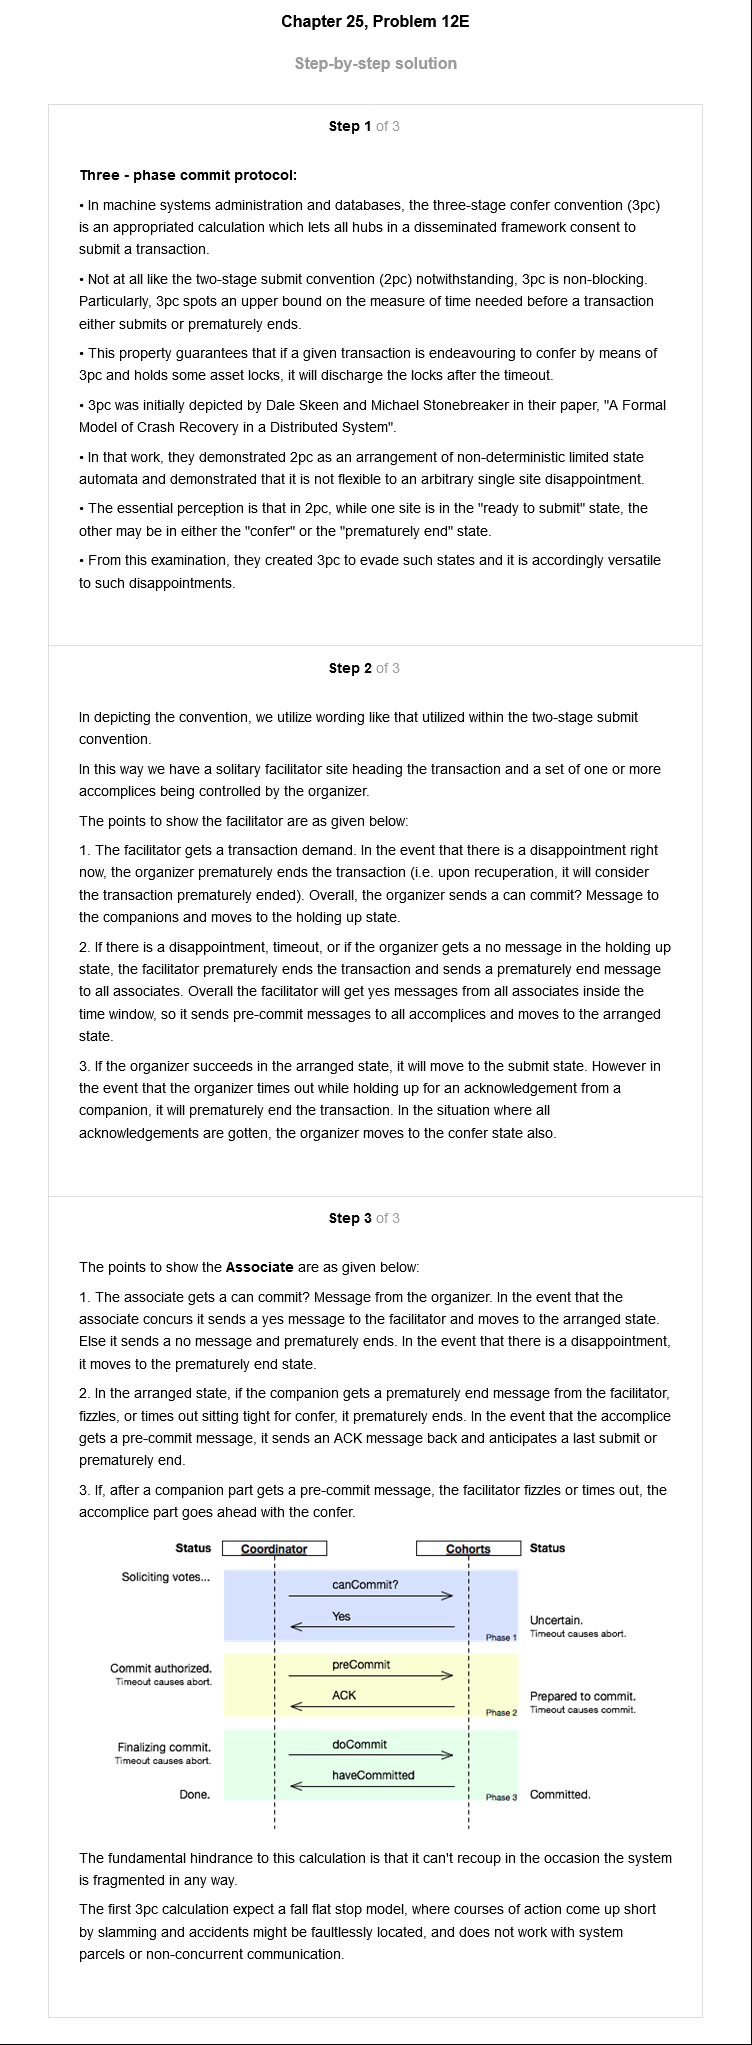 Chapter 25, Problem 12E
Step-by-step solution
Step 1 of 3
Three - phase commit protocol:
• In machine systems administration and databases, the three-stage confer convention (3pc)
is an appropriated calculation which lets all hubs in a disseminated framework consent to
submit a transaction.
• Not at all like the two-stage submit convention (2pc) notwithstanding, 3pc is non-blocking.
Particularly, 3pc spots an upper bound on the measure of time needed before a transaction
either submits or prematurely ends.
• This property guarantees that if a given transaction is endeavouring to confer by means of
3pc and holds some asset locks, it will discharge the locks after the timeout.
• 3pc was initially depicted by Dale Skeen and Michael Stonebreaker in their paper, "A Formal
Model of Crash Recovery in a Distributed System".
• In that work, they demonstrated 2pc as an arrangement of non-deterministic limited state
automata and demonstrated that it is not flexible to an arbitrary single site disappointment.
• The essential perception is that in 2pc, while one site is in the "ready to submit" state, the
other may be in either the "confer" or the "prematurely end" state.
• From this examination, they created 3pc to evade such states and it is accordingly versatile
to such disappointments.
Step 2 of 3
In depicting the convention, we utilize wording like that utilized within the two-stage submit
convention.
In this way we have a solitary facilitator site heading the transaction and a set of one or more
accomplices being controlled by the organizer.
The points to show the facilitator are as given below:
1. The facilitator gets a transaction demand. In the event that there is a disappointment right
now, the organizer prematurely ends the transaction (i.e. upon recuperation, it will consider
the transaction prematurely ended). Overall, the organizer sends a can commit? Message to
the companions and moves to the holding up state.
2. If there is a disappointment, timeout, or if the organizer gets a no message in the holding up
state, the facilitator prematurely ends the transaction and sends a prematurely end message
to all associates. Overall the facilitator will get yes messages from all associates inside the
time window, so it sends pre-commit messages to all accomplices and moves to the arranged
state.
3. If the organizer succeeds in the arranged state, it will move to the submit state. However in
the event that the organizer times out while holding up for an acknowledgement from a
companion, it will prematurely end the transaction. In the situation where all
acknowledgements are gotten, the organizer moves to the confer state also.
Step 3 of 3
The points to show the Associate are as given below:
1. The associate gets a can commit? Message from the organizer. In the event that the
associate concurs it sends a yes message to the facilitator and moves to the arranged state.
Else it sends a no message and prematurely ends. In the event that there is a disappointment,
it moves to the prematurely end state.
2. In the arranged state, if the companion gets a prematurely end message from the facilitator,
fizzles, or times out sitting tight for confer, it prematurely ends. In the event that the accomplice
gets a pre-commit message, it sends an ACK message back and anticipates a last submit or
prematurely end.
3. If, after a companion part gets a pre-commit message, the facilitator fizzles or times out, the
accomplice part goes ahead with the confer.
Status Coordinator Cohorts Status
Soliciting votes...
canCommit?
Yes
Uncertain.
Phase 1
Timeout causes abort.
preCommit
Commit authorized.
Timeout causes abort.
ACK
Prepared to commit.
Phase 2
Timeout causes commit.
doCommit
Finalizing commit.
Timeout causes abort.
haveCommitted
Done.
Phase 3
Committed.
The fundamental hindrance to this calculation is that it can't recoup in the occasion the system
is fragmented in any way.
The first 3pc calculation expect a fall flat stop model, where courses of action come up short
by slamming and accidents might be faultlessly located, and does not work with system
parcels or non-concurrent communication.